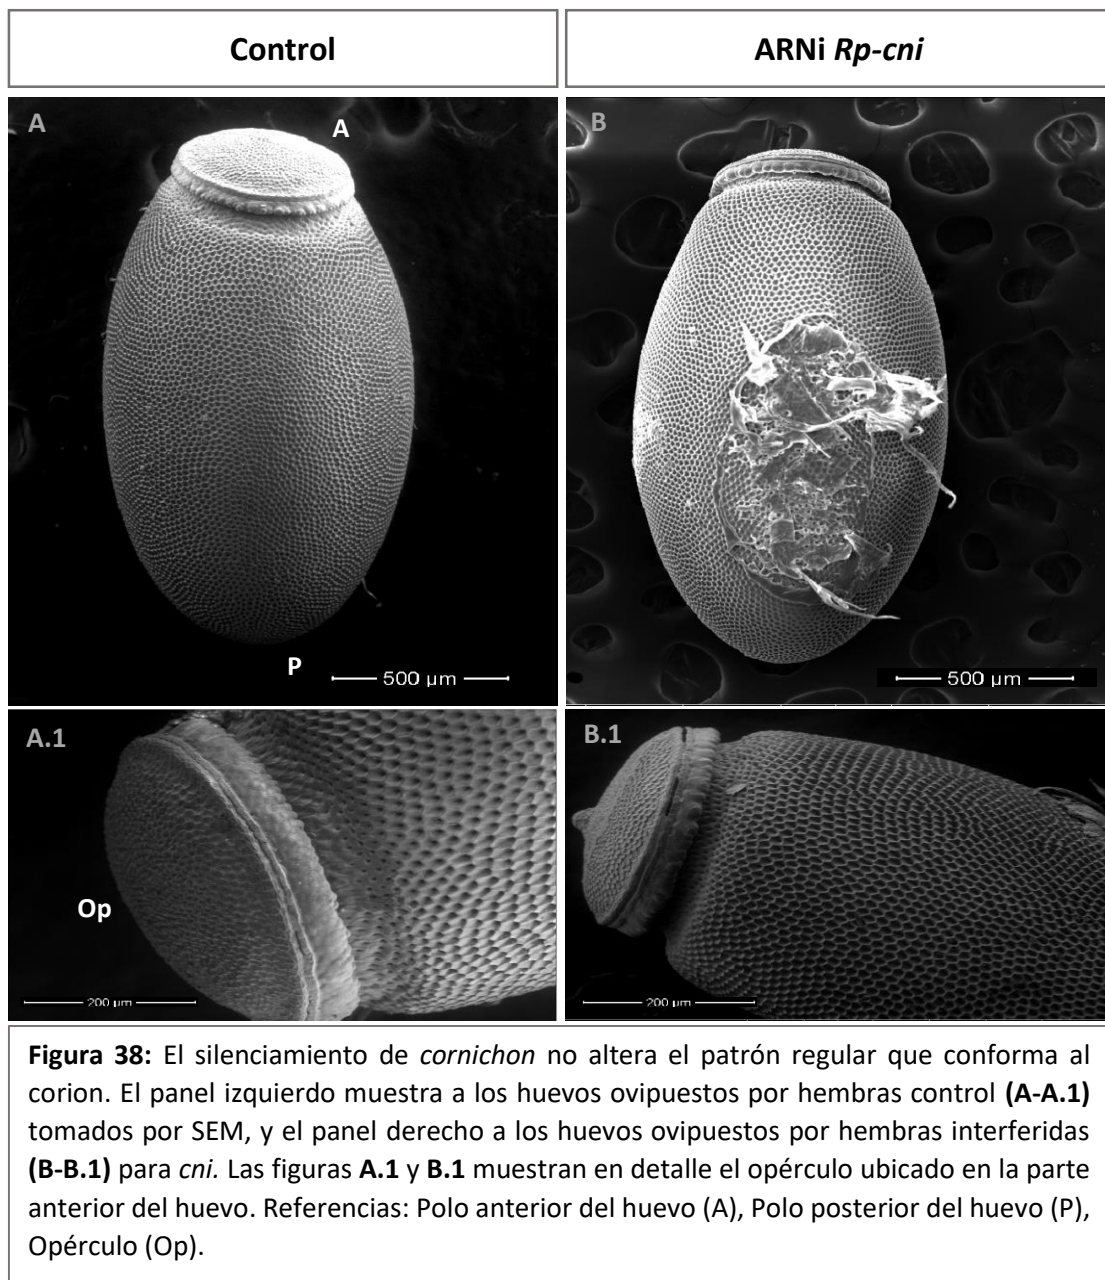 Control
ARNi Rp-cni
A
A
B
P
500 µm
500 µm
A.1
B.1
Op
200 µm
200 µm
Figura 38: El silenciamiento de cornichon no altera el patrón regular que conforma al
corion. El panel izquierdo muestra a los huevos ovipuestos por hembras control (A-A.1)
tomados por SEM, y el panel derecho a los huevos ovipuestos por hembras interferidas
(B-B.1) para cni. Las figuras A.1 y B.1 muestran en detalle el opérculo ubicado en la parte
anterior del huevo. Referencias: Polo anterior del huevo (A), Polo posterior del huevo (P),
Opérculo (Op).